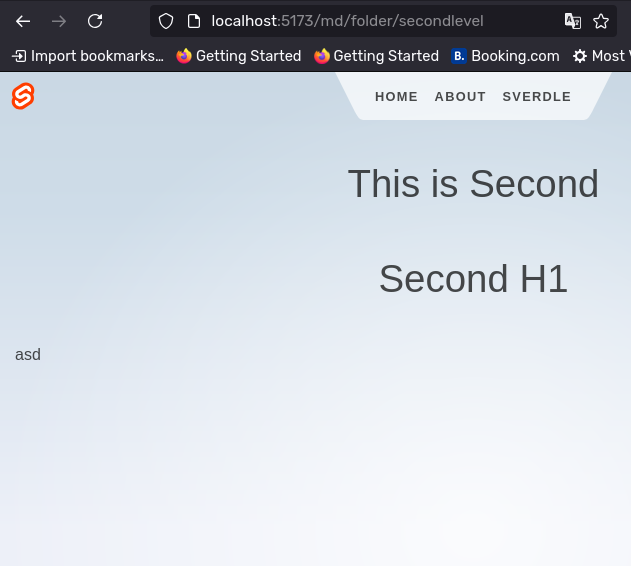 localhost:5173/md/folder/secondlevel
Import bookmarks… Getting Started Getting Started B. Booking.com Most V
HOME ABOUT SVERDLE
This is Second
Second H1
asd